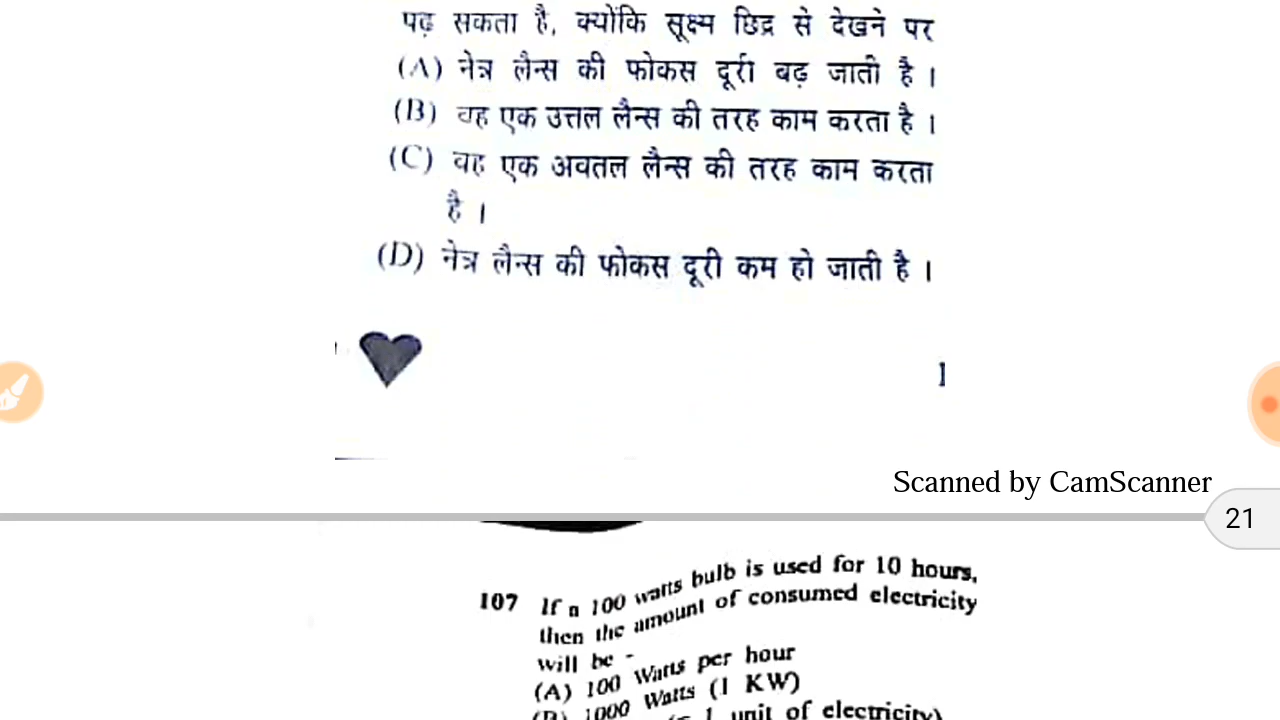 पढ़ सकता है, क्योंकि सूक्ष्म छिद्र से देखने पर
(A) नेत्र लैन्स की फोकस दूरी बढ़ जाती है ।
(B) वह एक उत्तल लैन्स की तरह काम करता है ।
(C) वह एक अवतल लैन्स की तरह काम करता
है ।
(D) नेत्र लैन्स की फोकस दूरी कम हो जाती है ।
Scanned by CamScanner
21
107 If a 100 watts bulb is used for 10 hours,
then the amount of consumed electricity
will be -
(A) 100 Watts per hour
(B) 1000 Watts (1 KW)
1 unit of electricity)